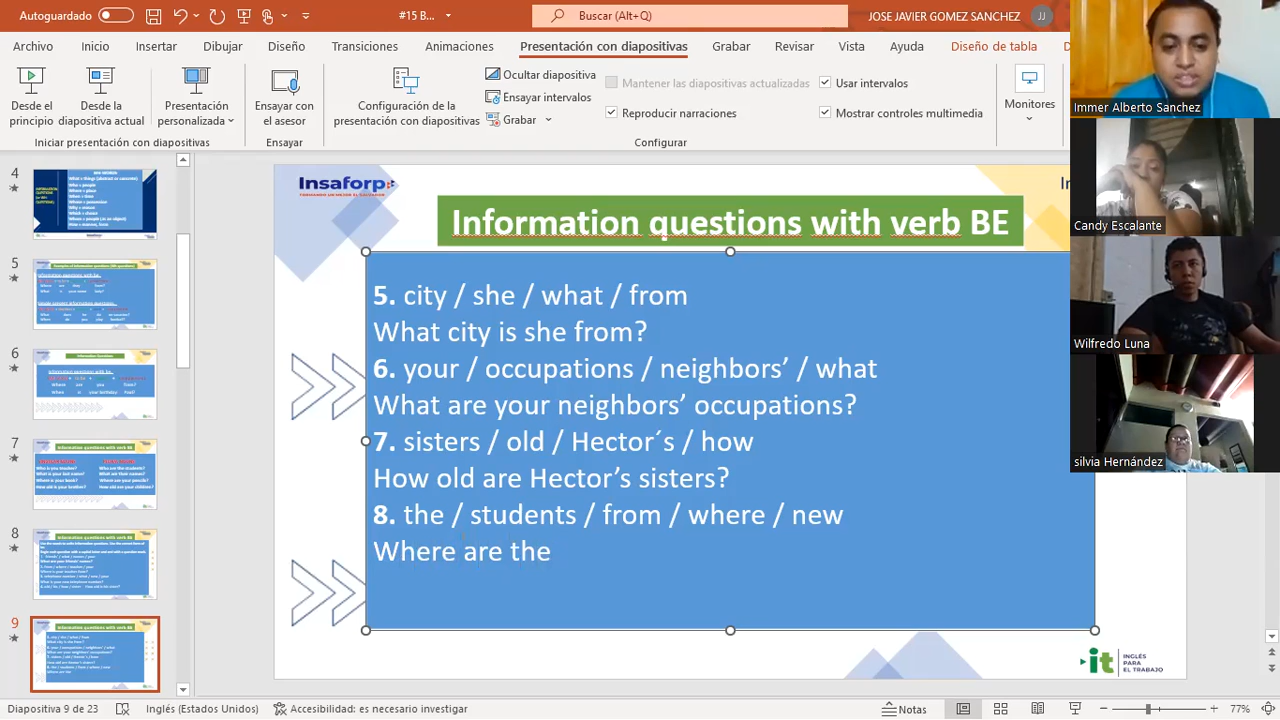 Autoguardado
#15 B...
Buscar (Alt+Q)
JOSE JAVIER GOMEZ SANCHEZ
JJ
Archivo Inicio Insertar Dibujar Diseño Transiciones Animaciones Presentación con diapositivas Grabar Revisar Vista Ayuda Diseño de tabla
Desde el principio
Desde la diapositiva actual
Presentación personalizada
Ensayar con el asesor
Configuración de la presentación con diapositivas
Ocultar diapositiva
Ensayar intervalos
Grabar
Mantener las diapositivas actualizadas
Reproducir narraciones
Usar intervalos
Mostrar controles multimedia
Monitores
Iniciar presentación con diapositivas
Ensayar
Configurar
Immer Alberto Sanchez
Candy Escalante
Wilfredo Luna
silvia Hernández
4
5
6
7
8
9
Insaforp
Information questions with verb BE
5. city / she / what / from
What city is she from?
6. your / occupations / neighbors’ / what
What are your neighbors’ occupations?
7. sisters / old / Hector´s / how
How old are Hector’s sisters?
8. the / students / from / where / new
Where are the
it
INGLÉS
PARA
EL TRABAJO
Diapositiva 9 de 23
Inglés (Estados Unidos)
Accesibilidad: es necesario investigar
Notas
77%